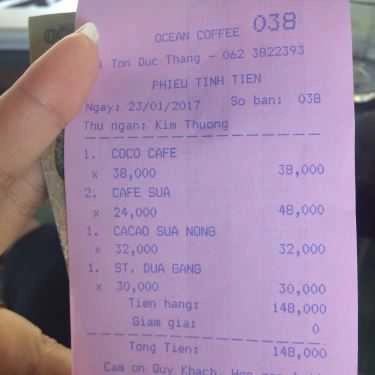 OCEAN COFFEE 038
Ton Duc Thang - 062 3822393
PHIEU TINH TIEN
Ngay: 23/01/2017 So ban: 038
Thu ngan: Kim Thuong
1. COCO CAFE
x 38,000 38,000
2. CAFE SUA
x 24,000 48,000
1. CACAO SUA NONG
x 32,000 32,000
1. ST. DUA GANG
x 30,000 30,000
Tien hang: 148,000
Giam gia: 0
Tong Tien: 148,000
Cam on Quy Khach. Hen